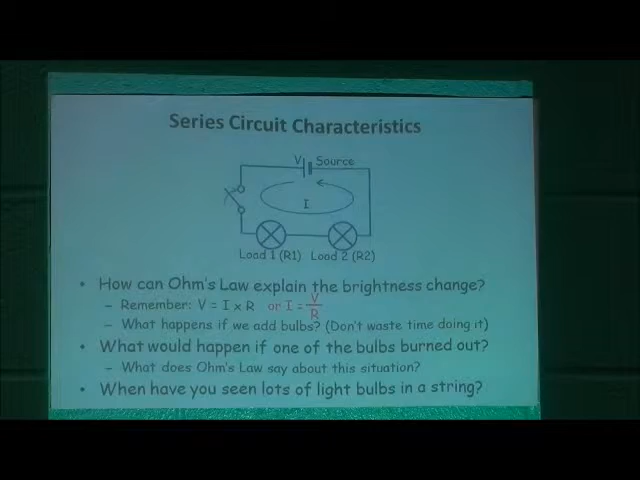 Series Circuit Characteristics
V Source
I
Load 1 (R1) Load 2 (R2)
• How can Ohm's Law explain the brightness change?
– Remember: V = I x R or I = V/R
– What happens if we add bulbs? (Don't waste time doing it)
• What would happen if one of the bulbs burned out?
– What does Ohm's Law say about this situation?
• When have you seen lots of light bulbs in a string?